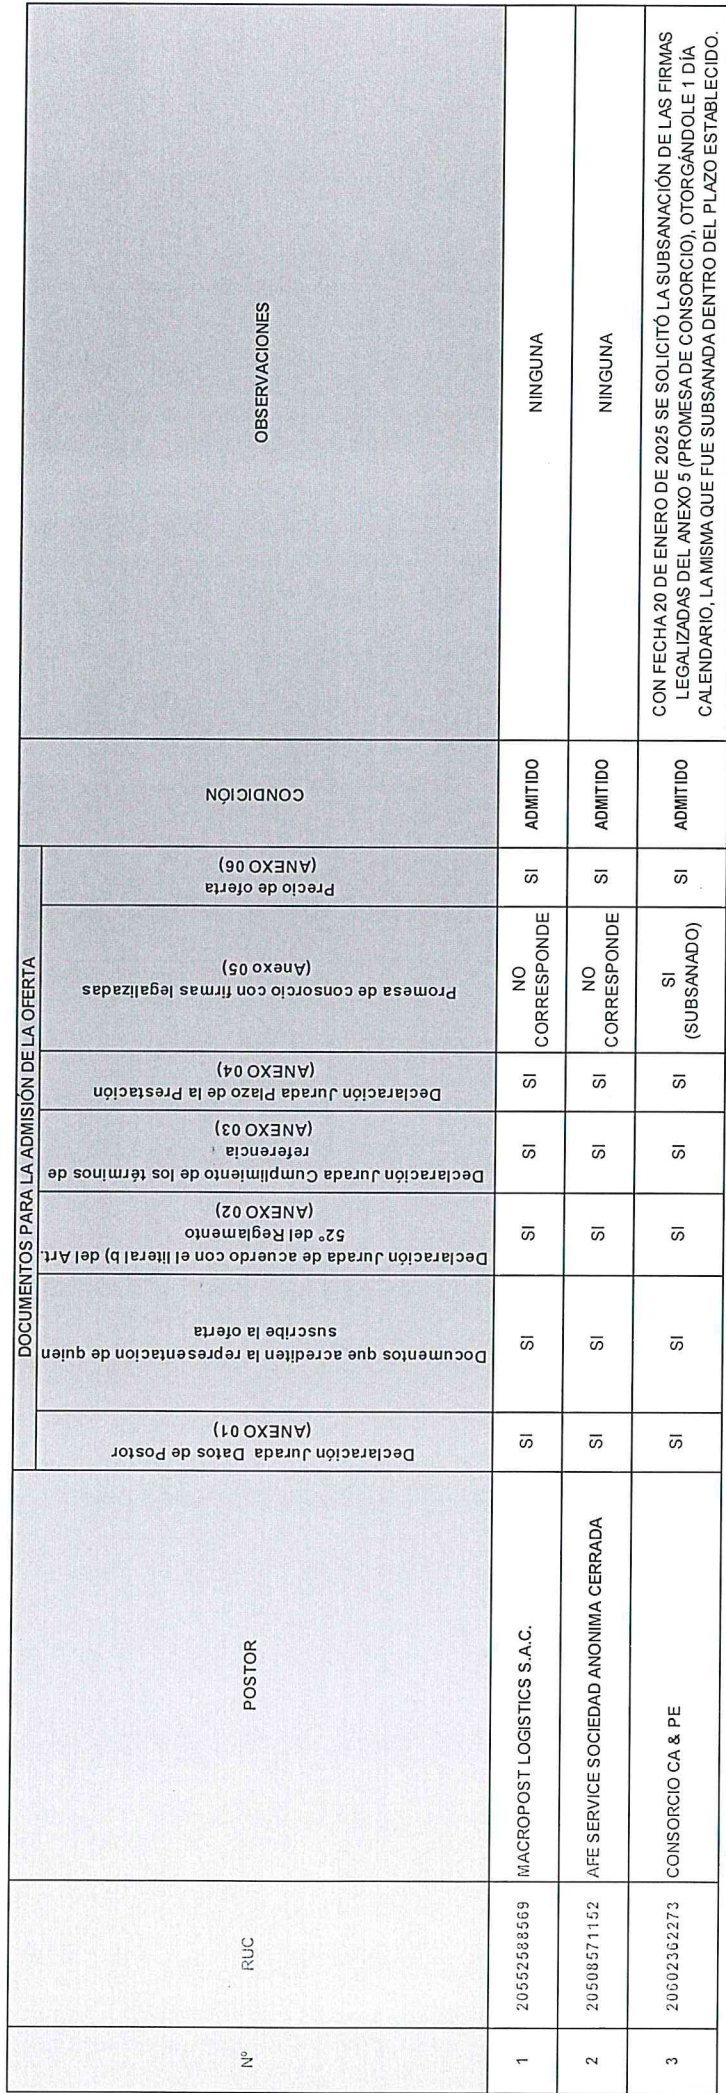 DOCUMENTOS PARA LA ADMISIÓN DE LA OFERTA
Nº
RUC
POSTOR
Declaración Jurada Datos de Postor
(ANEXO 01)
Documentos que acrediten la representacion de quien
suscribe la oferta
Declaración Jurada de acuerdo con el literal b) del Art.
52° del Reglamento
(ANEXO 02)
Declaración Jurada Cumplimiento de los términos de
referencia
(ANEXO 03)
Declaración Jurada Plazo de la Prestación
(ANEXO 04)
Promesa de consorcio con firmas legalizadas
(Anexo 05)
Precio de oferta
(ANEXO 06)
CONDICIÓN
OBSERVACIONES
1
20552588569
MACROPOST LOGISTICS S.A.C.
SI
SI
SI
SI
SI
NO
CORRESPONDE
SI
ADMITIDO
NINGUNA
2
20508571152
AFE SERVICE SOCIEDAD ANONIMA CERRADA
SI
SI
SI
SI
SI
NO
CORRESPONDE
SI
ADMITIDO
NINGUNA
3
20602362273
CONSORCIO CA & PE
SI
SI
SI
SI
SI
SI
(SUBSANADO)
SI
ADMITIDO
CON FECHA 20 DE ENERO DE 2025 SE SOLICITÓ LA SUBSANACIÓN DE LAS FIRMAS
LEGALIZADAS DEL ANEXO 5 (PROMESA DE CONSORCIO), OTORGÁNDOLE 1 DÍA
CALENDARIO, LA MISMA QUE FUE SUBSANADA DENTRO DEL PLAZO ESTABLECIDO.